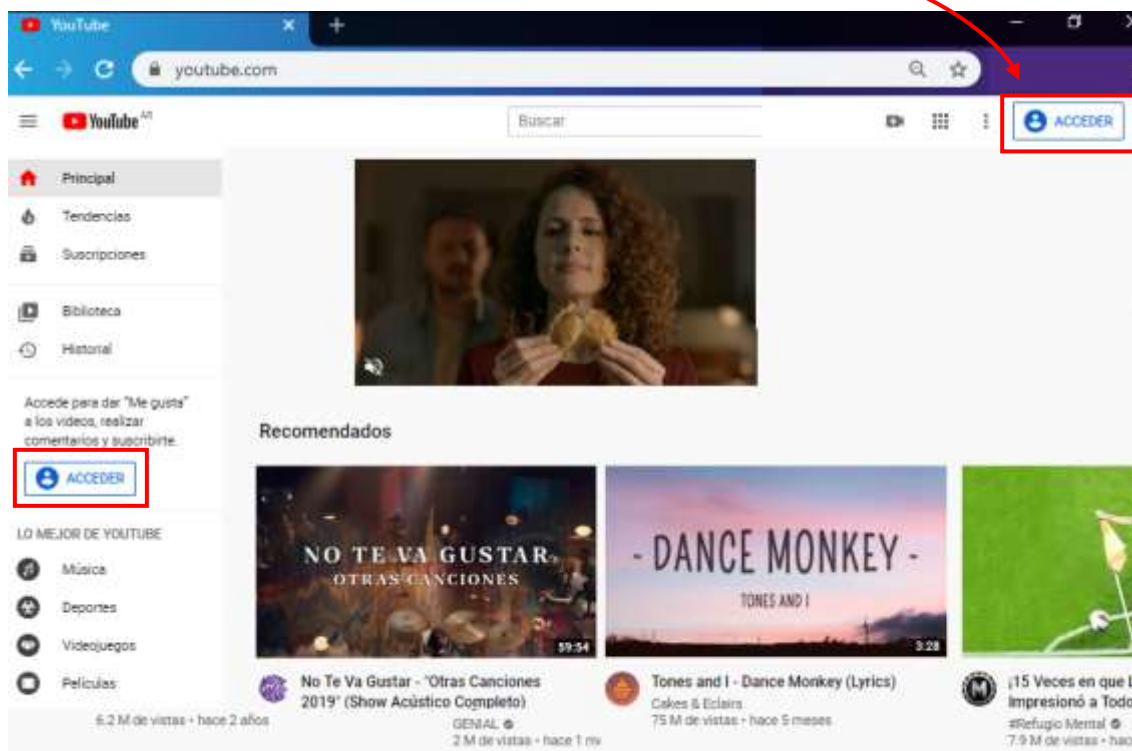 YouTube
youtube.com
YouTube AR
Buscar
ACCEDER
Principal
Tendencias
Suscripciones
Biblioteca
Historial
Accede para dar "Me gusta"
a los videos, realizar
comentarios y suscribirte.
ACCEDER
LO MEJOR DE YOUTUBE
Música
Deportes
Videojuegos
Películas
Recomendados
NO TE VA GUSTAR
OTRAS CANCIONES
59:54
No Te Va Gustar - "Otras Canciones
2019" (Show Acústico Completo)
6.2 M de vistas • hace 2 años
GENIAL
2 M de vistas • hace 1
- DANCE MONKEY -
TONES AND I
3:28
Tones and I - Dance Monkey (Lyrics)
Cakes & Eclairs
75 M de vistas • hace 5 meses
¡15 Veces en que L
Impresionó a Todo
#Refugio Mental
7.9 M de vistas • hac